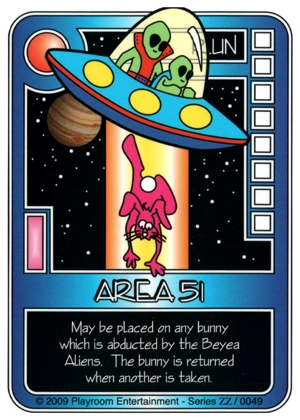 RUN
AREA 51
May be placed on any bunny
which is abducted by the Beyea
Aliens. The bunny is returned
when another is taken.
© 2009 Playroom Entertainment - Series ZZ / 0049